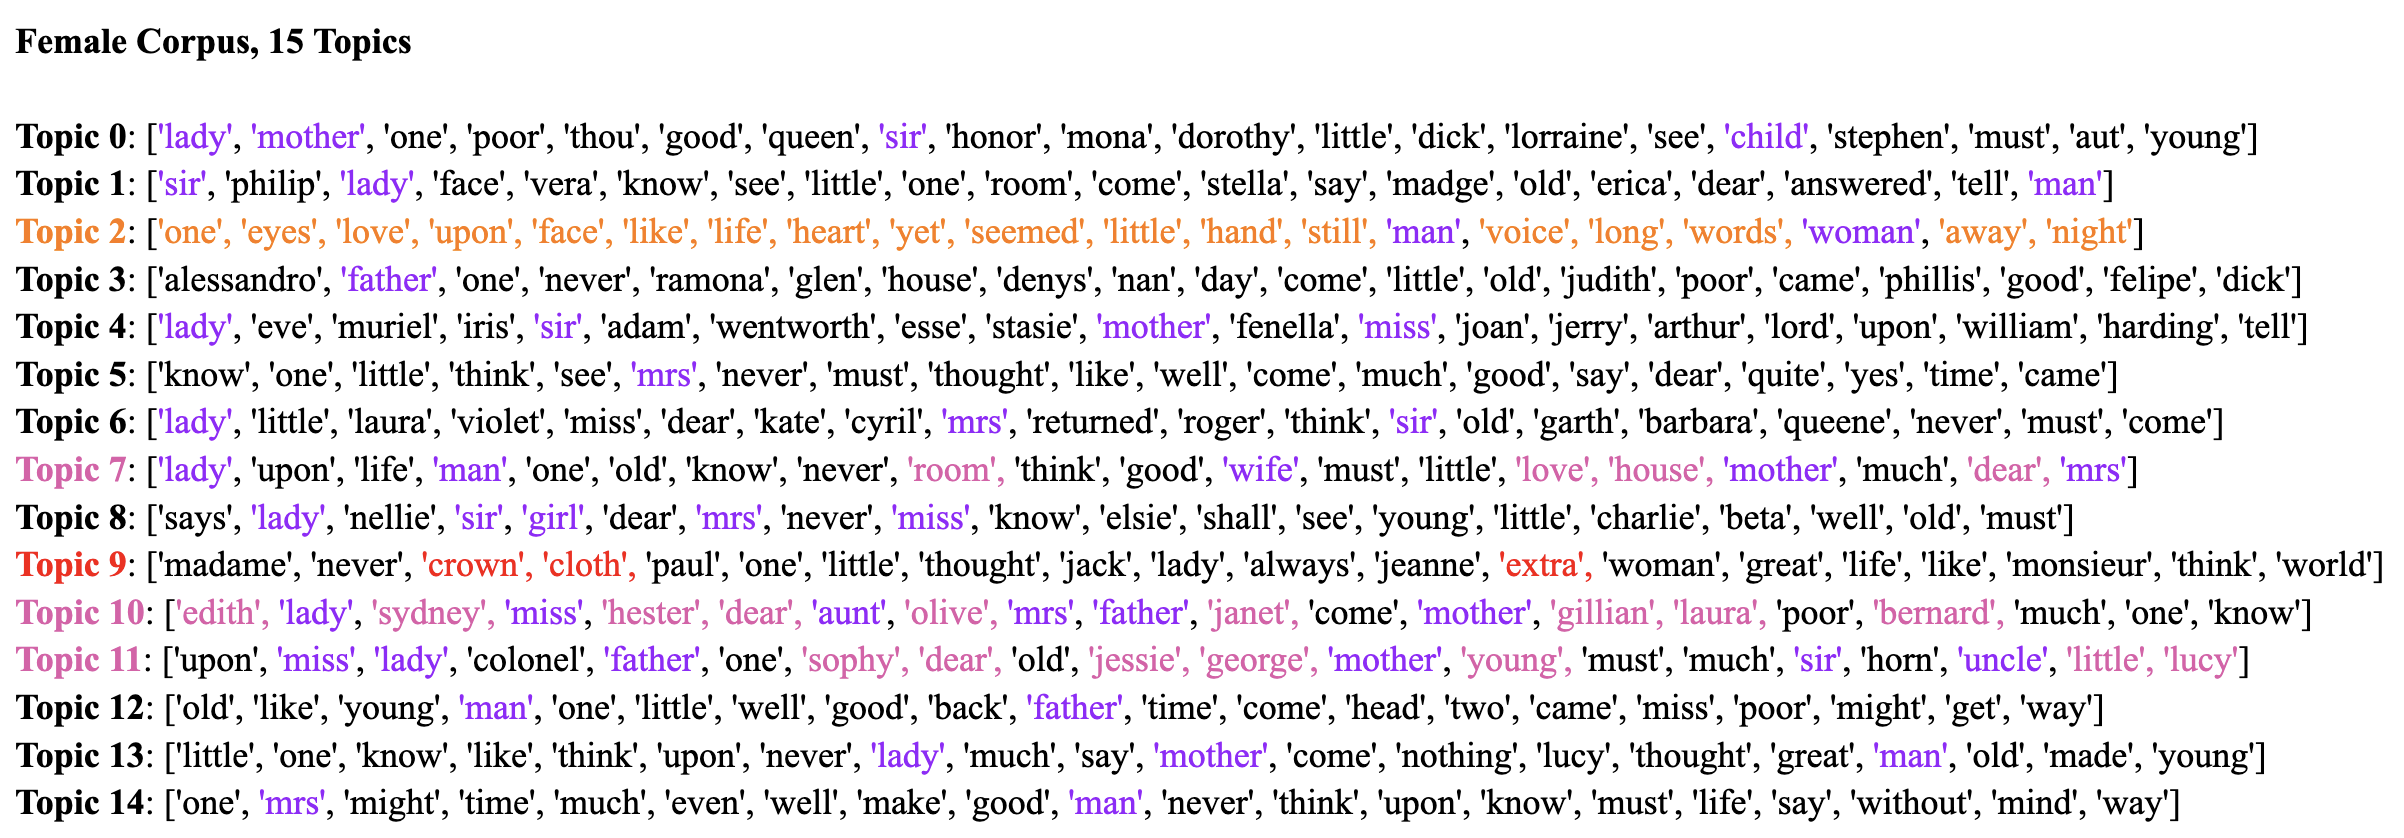 Female Corpus, 15 Topics
Topic 0: ['lady', 'mother', 'one', 'poor', 'thou', 'good', 'queen', 'sir', 'honor', 'mona', 'dorothy', 'little', 'dick', 'lorraine', 'see', 'child', 'stephen', 'must', 'aut', 'young']
Topic 1: ['sir', 'philip', 'lady', 'face', 'vera', 'know', 'see', 'little', 'one', 'room', 'come', 'stella', 'say', 'madge', 'old', 'erica', 'dear', 'answered', 'tell', 'man']
Topic 2: ['one', 'eyes', 'love', 'upon', 'face', 'like', 'life', 'heart', 'yet', 'seemed', 'little', 'hand', 'still', 'man', 'voice', 'long', 'words', 'woman', 'away', 'night']
Topic 3: ['alessandro', 'father', 'one', 'never', 'ramona', 'glen', 'house', 'denys', 'nan', 'day', 'come', 'little', 'old', 'judith', 'poor', 'came', 'phillis', 'good', 'felipe', 'dick']
Topic 4: ['lady', 'eve', 'muriel', 'iris', 'sir', 'adam', 'wentworth', 'esse', 'stasie', 'mother', 'fenella', 'miss', 'joan', 'jerry', 'arthur', 'lord', 'upon', 'william', 'harding', 'tell']
Topic 5: ['know', 'one', 'little', 'think', 'see', 'mrs', 'never', 'must', 'thought', 'like', 'well', 'come', 'much', 'good', 'say', 'dear', 'quite', 'yes', 'time', 'came']
Topic 6: ['lady', 'little', 'laura', 'violet', 'miss', 'dear', 'kate', 'cyril', 'mrs', 'returned', 'roger', 'think', 'sir', 'old', 'garth', 'barbara', 'queene', 'never', 'must', 'come']
Topic 7: ['lady', 'upon', 'life', 'man', 'one', 'old', 'know', 'never', 'room', 'think', 'good', 'wife', 'must', 'little', 'love', 'house', 'mother', 'much', 'dear', 'mrs']
Topic 8: ['says', 'lady', 'nellie', 'sir', 'girl', 'dear', 'mrs', 'never', 'miss', 'know', 'elsie', 'shall', 'see', 'young', 'little', 'charlie', 'beta', 'well', 'old', 'must']
Topic 9: ['madame', 'never', 'crown', 'cloth', 'paul', 'one', 'little', 'thought', 'jack', 'lady', 'always', 'jeanne', 'extra', 'woman', 'great', 'life', 'like', 'monsieur', 'think', 'world']
Topic 10: ['edith', 'lady', 'sydney', 'miss', 'hester', 'dear', 'aunt', 'olive', 'mrs', 'father', 'janet', 'come', 'mother', 'gillian', 'laura', 'poor', 'bernard', 'much', 'one', 'know']
Topic 11: ['upon', 'miss', 'lady', 'colonel', 'father', 'one', 'sophy', 'dear', 'old', 'jessie', 'george', 'mother', 'young', 'must', 'much', 'sir', 'horn', 'uncle', 'little', 'lucy']
Topic 12: ['old', 'like', 'young', 'man', 'one', 'little', 'well', 'good', 'back', 'father', 'time', 'come', 'head', 'two', 'came', 'miss', 'poor', 'might', 'get', 'way']
Topic 13: ['little', 'one', 'know', 'like', 'think', 'upon', 'never', 'lady', 'much', 'say', 'mother', 'come', 'nothing', 'lucy', 'thought', 'great', 'man', 'old', 'made', 'young']
Topic 14: ['one', 'mrs', 'might', 'time', 'much', 'even', 'well', 'make', 'good', 'man', 'never', 'think', 'upon', 'know', 'must', 'life', 'say', 'without', 'mind', 'way']